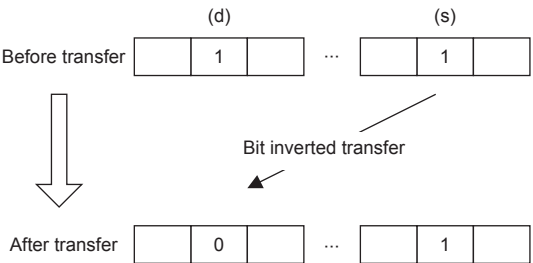 (d) (s)
Before transfer 1 ... 1
Bit inverted transfer
After transfer 0 ... 1